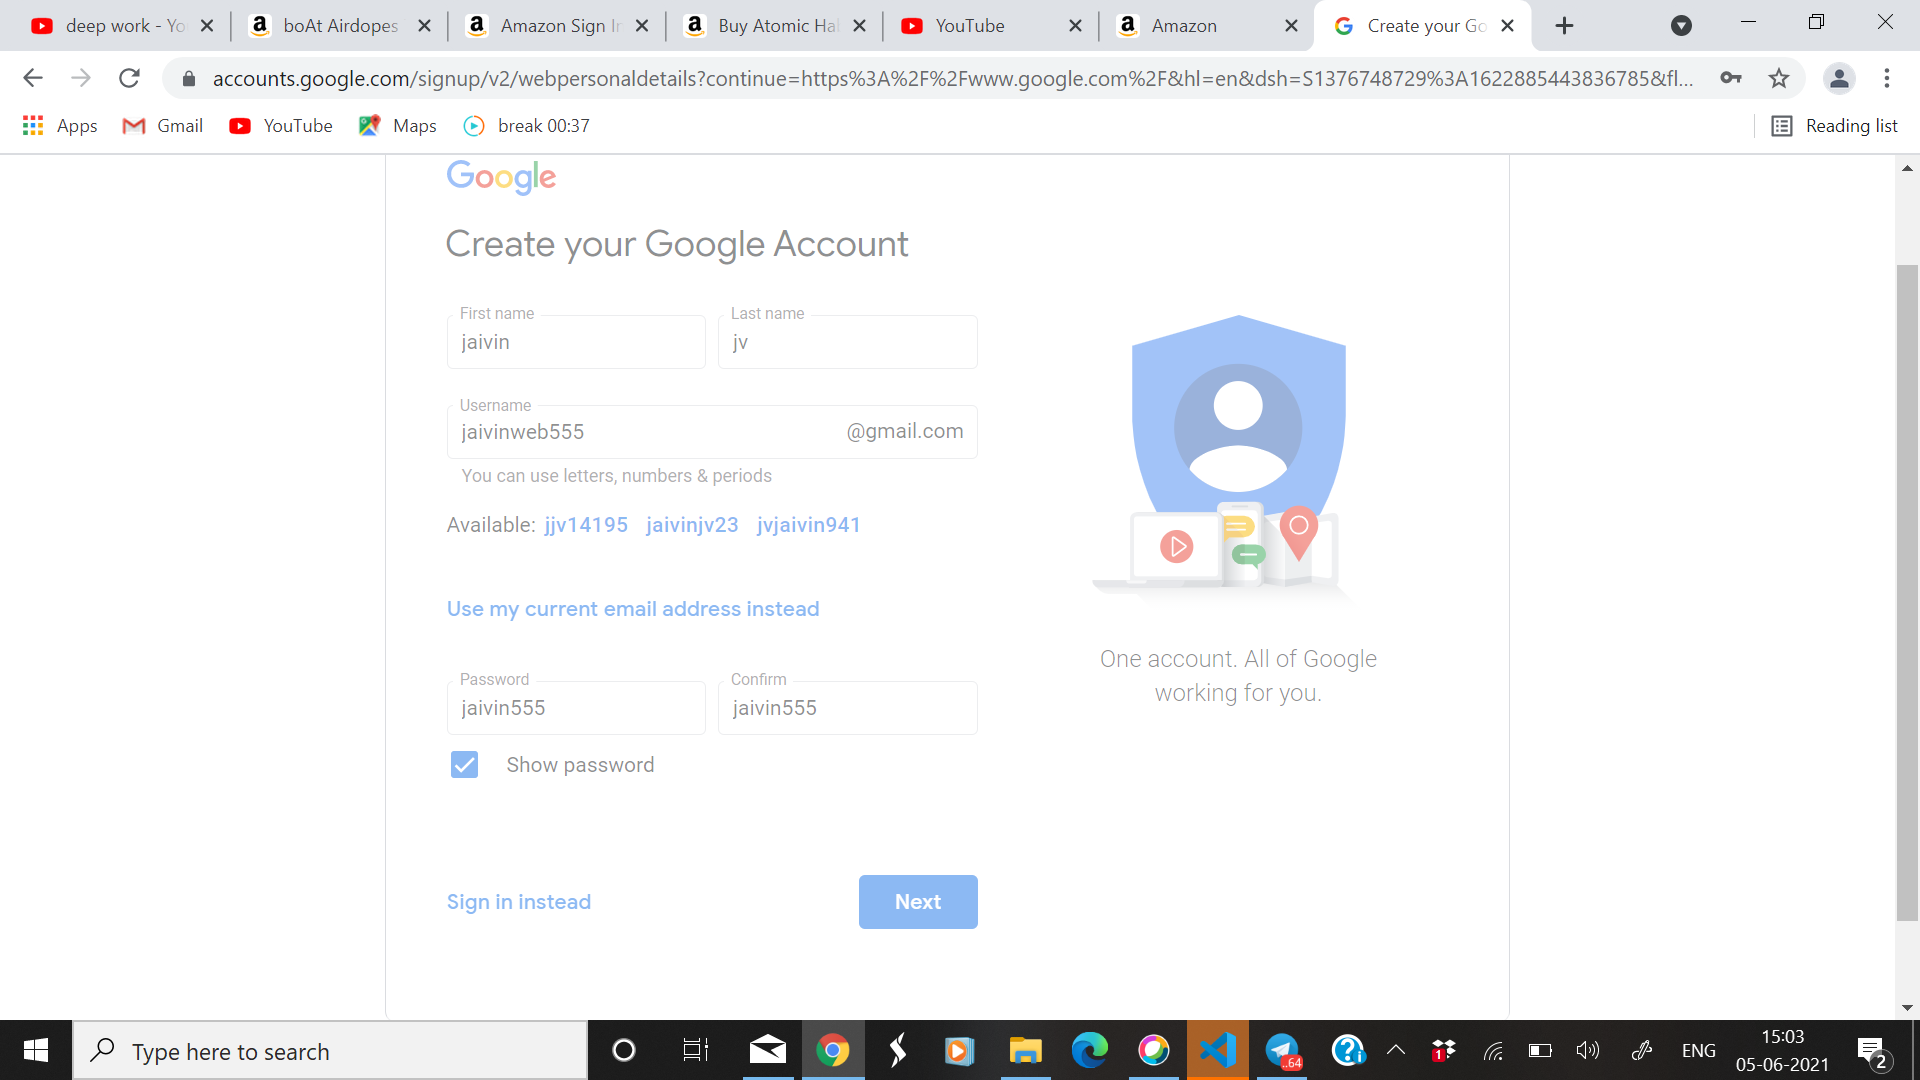 deep work - Yo
boAt Airdopes
Amazon Sign In
Buy Atomic Hal
YouTube
Amazon
Create your Go
accounts.google.com/signup/v2/webpersonaldetails?continue=https%3A%2F%2Fwww.google.com%2F&hl=en&dsh=S1376748729%3A1622885443836785&fl...
Apps
Gmail
YouTube
Maps
break 00:37
Reading list
Google
Create your Google Account
First name
jaivin
Last name
jv
Username
jaivinweb555
@gmail.com
You can use letters, numbers & periods
Available: jjv14195 jaivinjv23 jvjaivin941
Use my current email address instead
Password
jaivin555
Confirm
jaivin555
Show password
Sign in instead
Next
One account. All of Google
working for you.
Type here to search
..64
1
ENG
15:03
05-06-2021
2